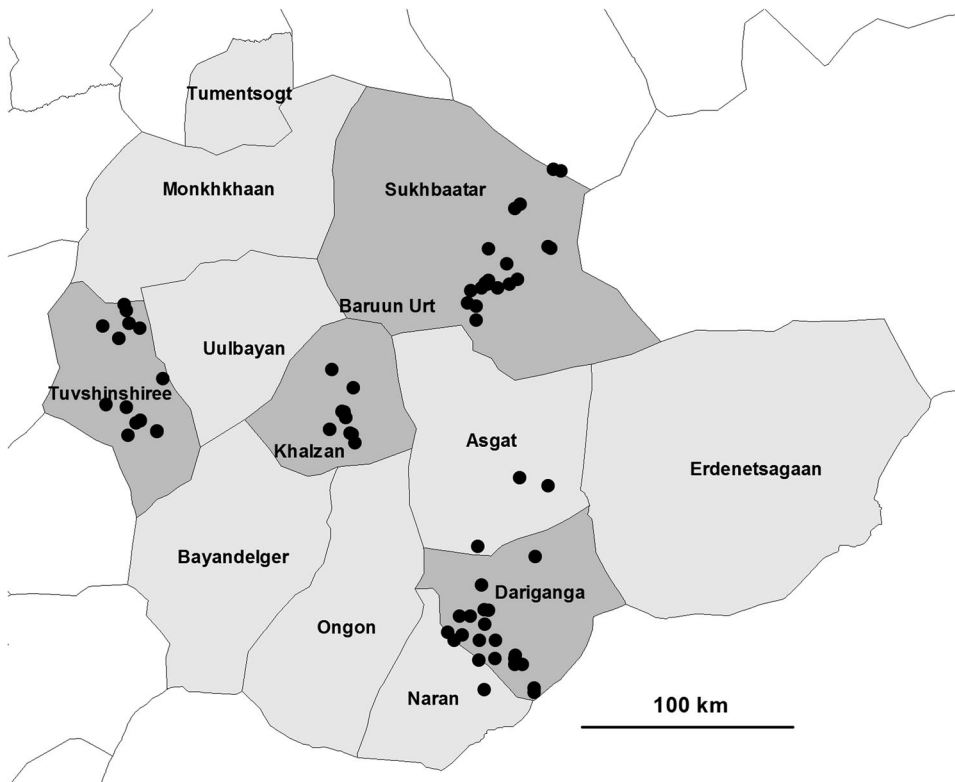 Tumentsogt
Monkhkhaan
Sukhbaatar
Baruun Urt
Uulbayan
Tuvshinshiree
Khalzan
Asgat
Erdenetsagaan
Bayandelger
Dariganga
Ongon
Naran
100 km